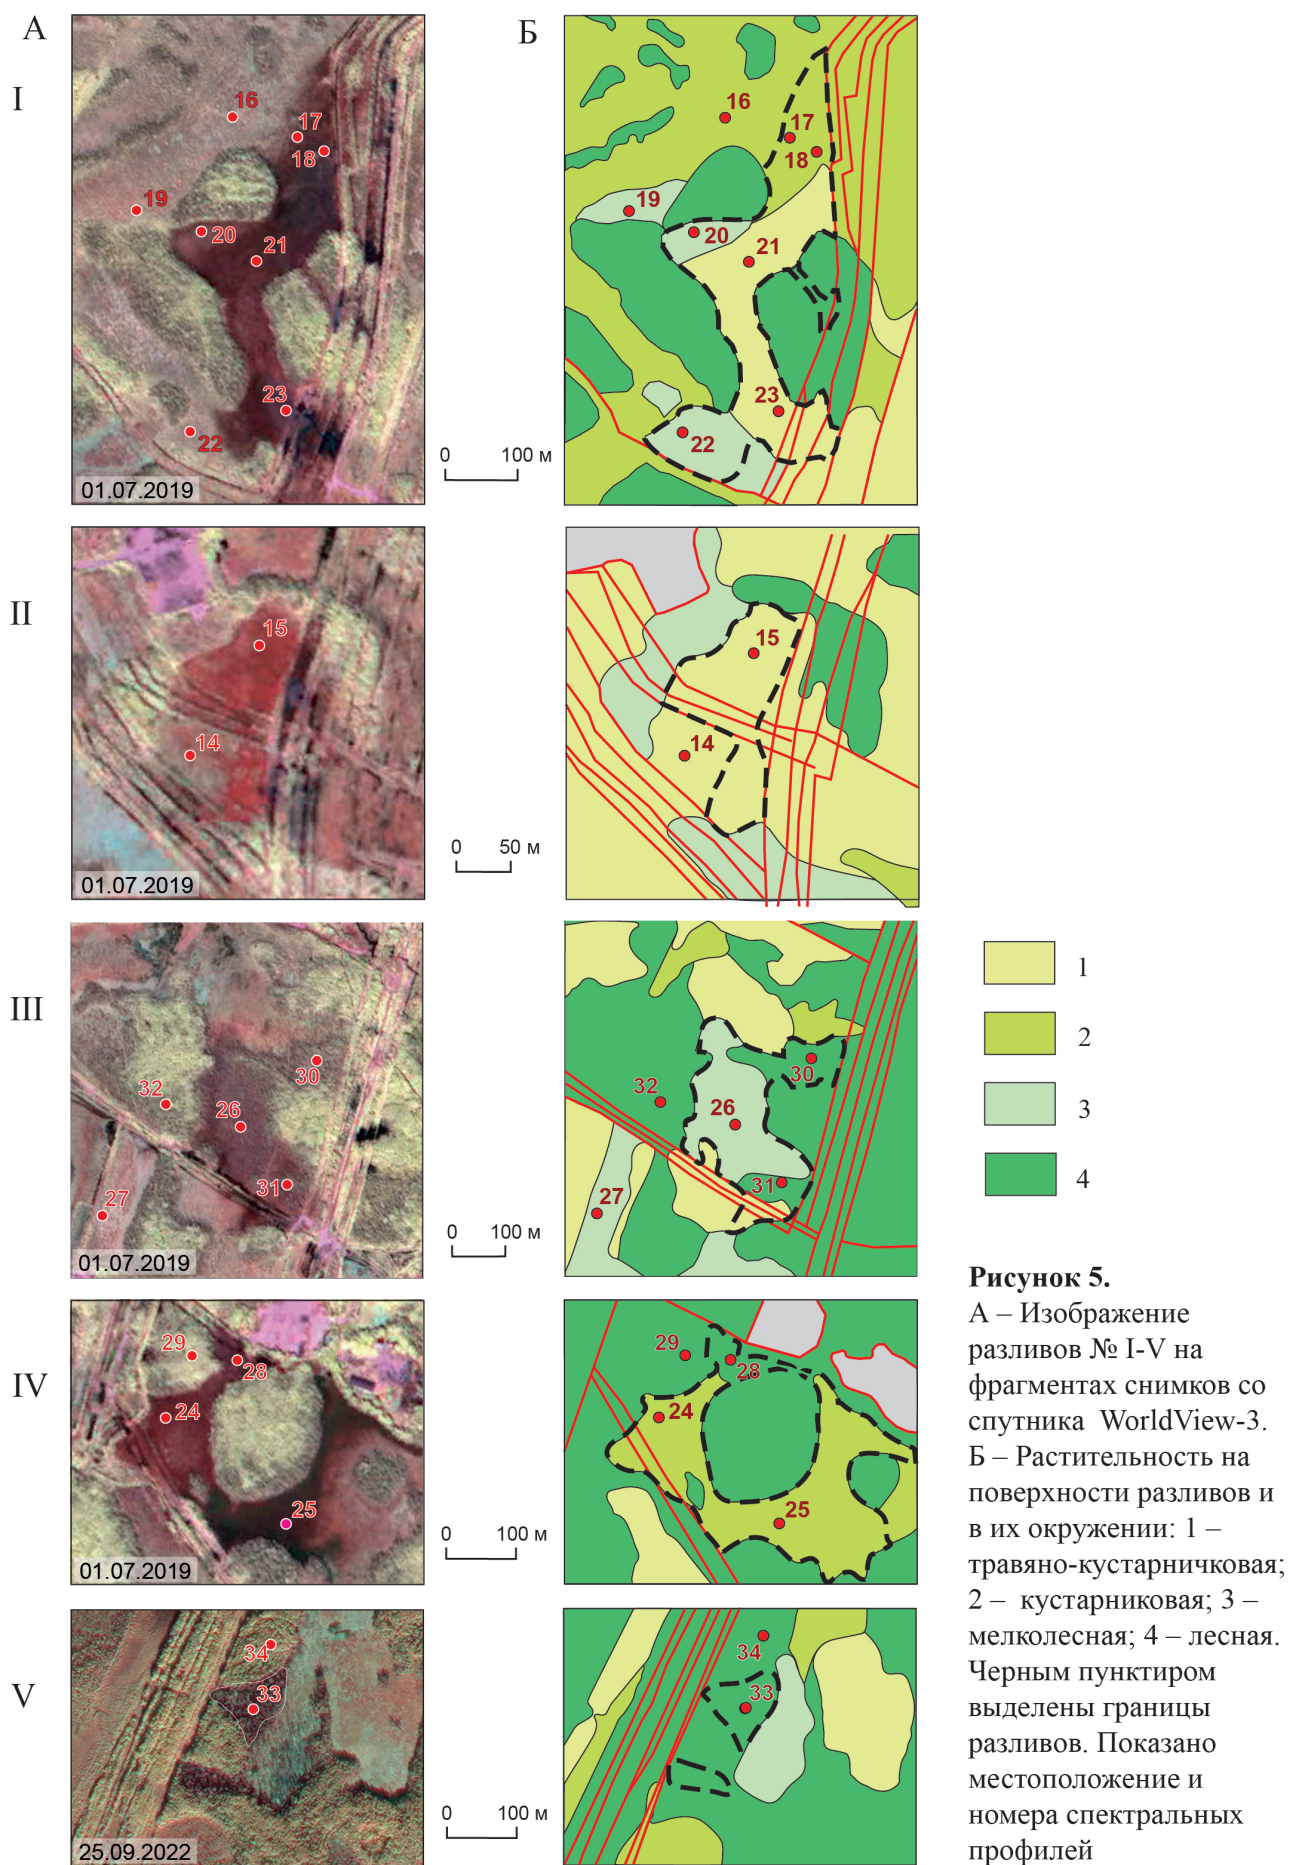 А
Б
I
16
17
18
19
20
21
22
23
01.07.2019
0 100 м
16
17
18
19
20
21
22
23
II
15
14
01.07.2019
0 50 м
15
14
III
30
32
26
31
27
01.07.2019
0 100 м
30
32
26
31
27
1
2
3
4
IV
29
28
24
25
01.07.2019
0 100 м
29
28
24
25
V
34
33
25.09.2022
0 100 м
34
33
Рисунок 5.
А – Изображение
разливов № I-V на
фрагментах снимков со
спутника WorldView-3.
Б – Растительность на
поверхности разливов и
в их окружении: 1 –
травяно-кустарничковая;
2 – кустарниковая; 3 –
мелколесная; 4 – лесная.
Черным пунктиром
выделены границы
разливов. Показано
местоположение и
номера спектральных
профилей